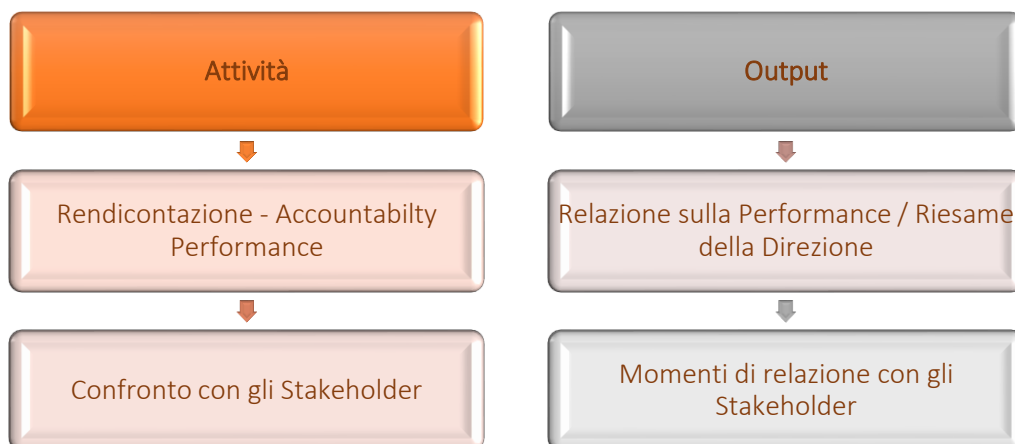 Attività
Rendicontazione - Accountabilty
Performance
Confronto con gli Stakeholder
Output
Relazione sulla Performance / Riesame
della Direzione
Momenti di relazione con gli
Stakeholder